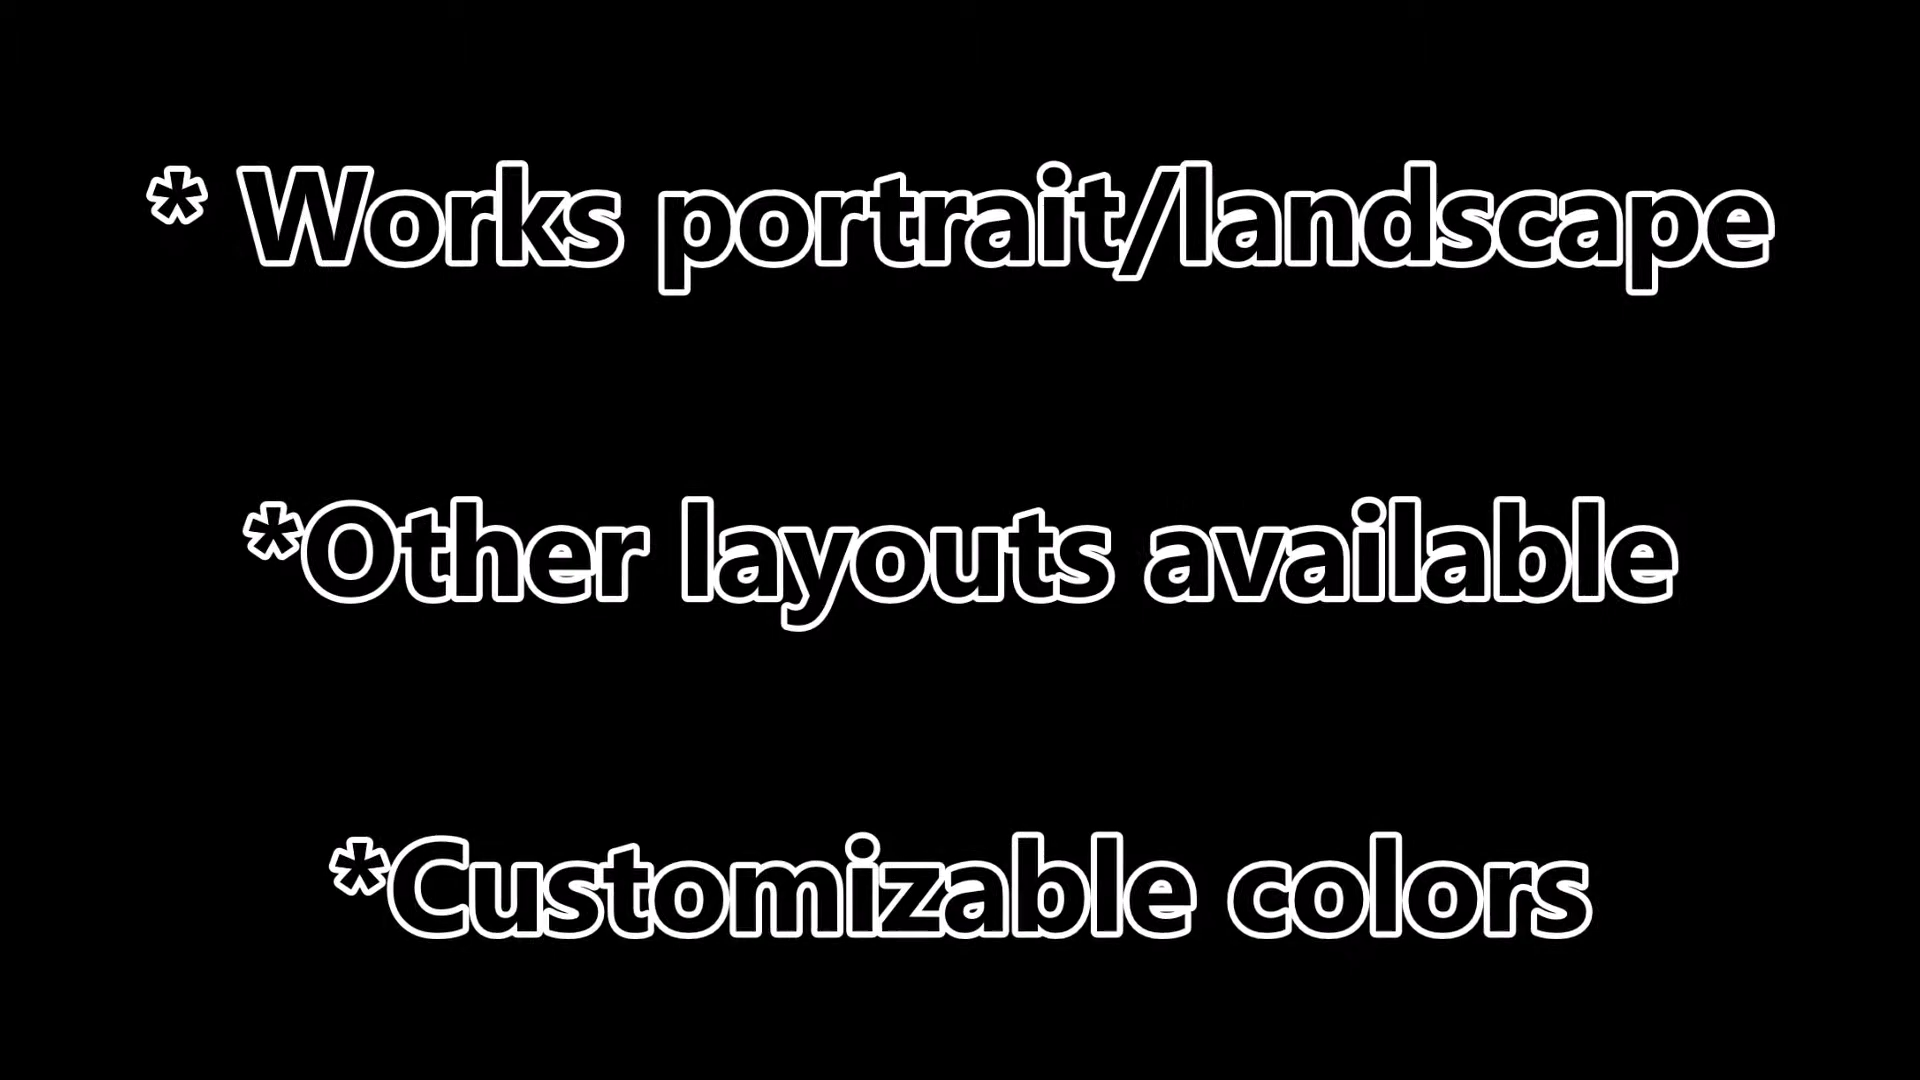 * Works portrait/landscape
*Other layouts available
*Customizable colors